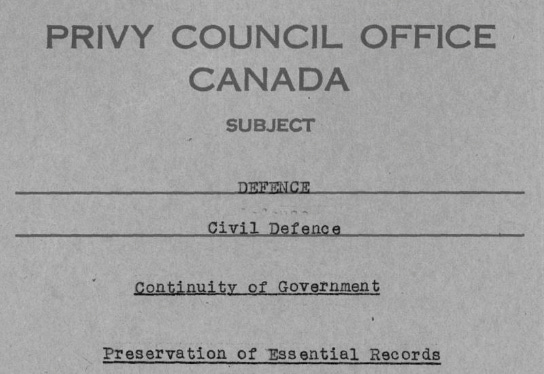 PRIVY COUNCIL OFFICE
CANADA
SUBJECT
DEFENCE
Civil Defence
Continuity of Government
Preservation of Essential Records